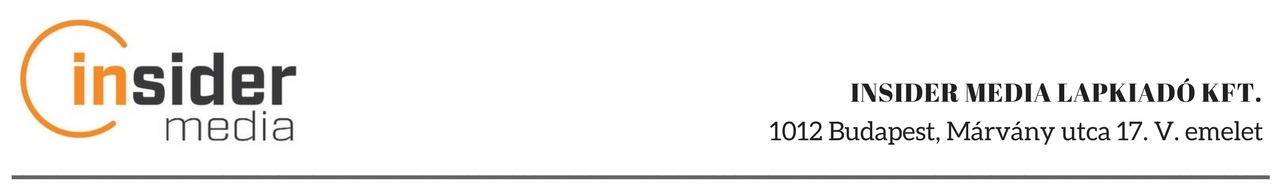 insider
media
INSIDER MEDIA LAPKIADÓ KFT.
1012 Budapest, Márvány utca 17. V. emelet